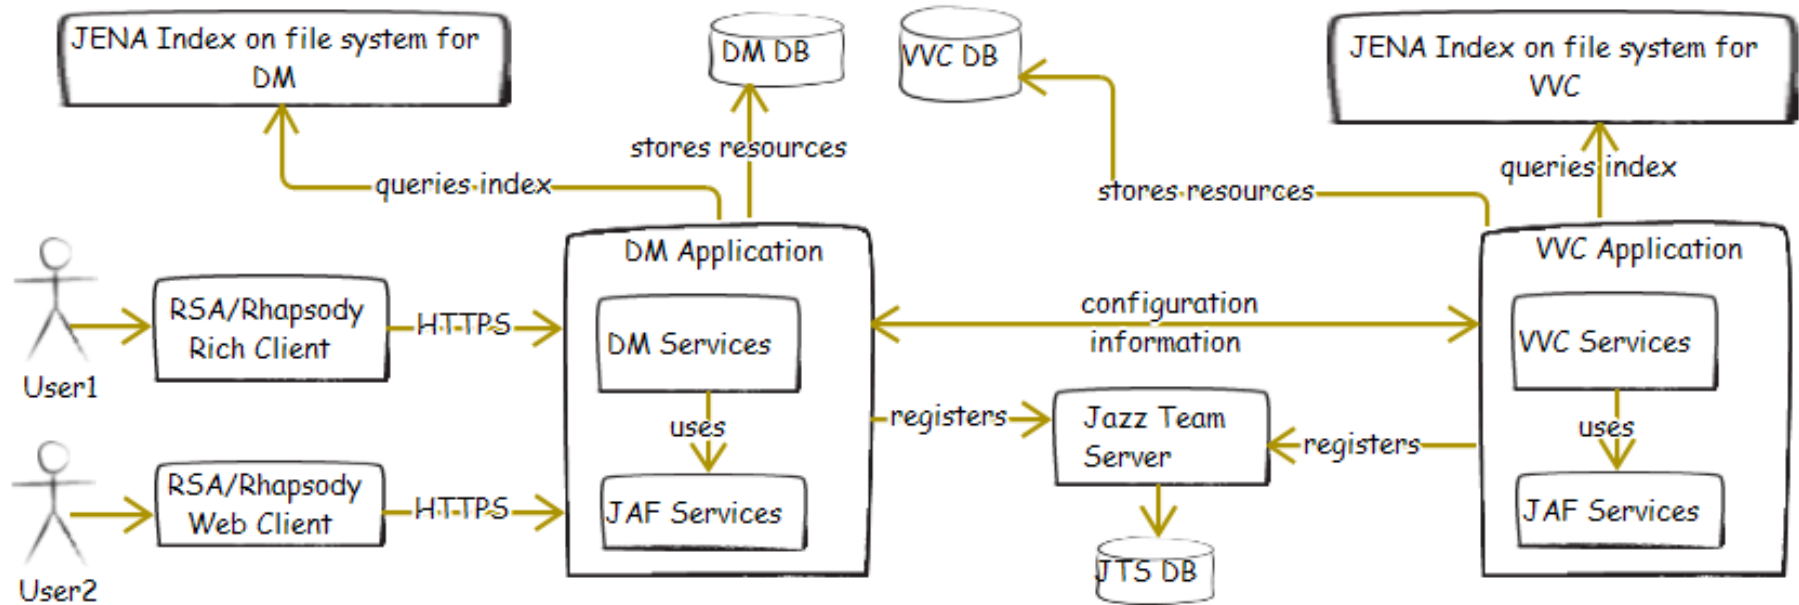 JENA Index on file system for
DM
DM DB
VVC DB
JENA Index on file system for
VVC
stores resources
queries index
queries index
stores resources
DM Application
VVC Application
RSA/Rhapsody
Rich Client
HTTPS
configuration
information
DM Services
VVC Services
User1
registers
Jazz Team
Server
registers
uses
uses
RSA/Rhapsody
Web Client
HTTPS
JAF Services
JAF Services
JTS DB
User2